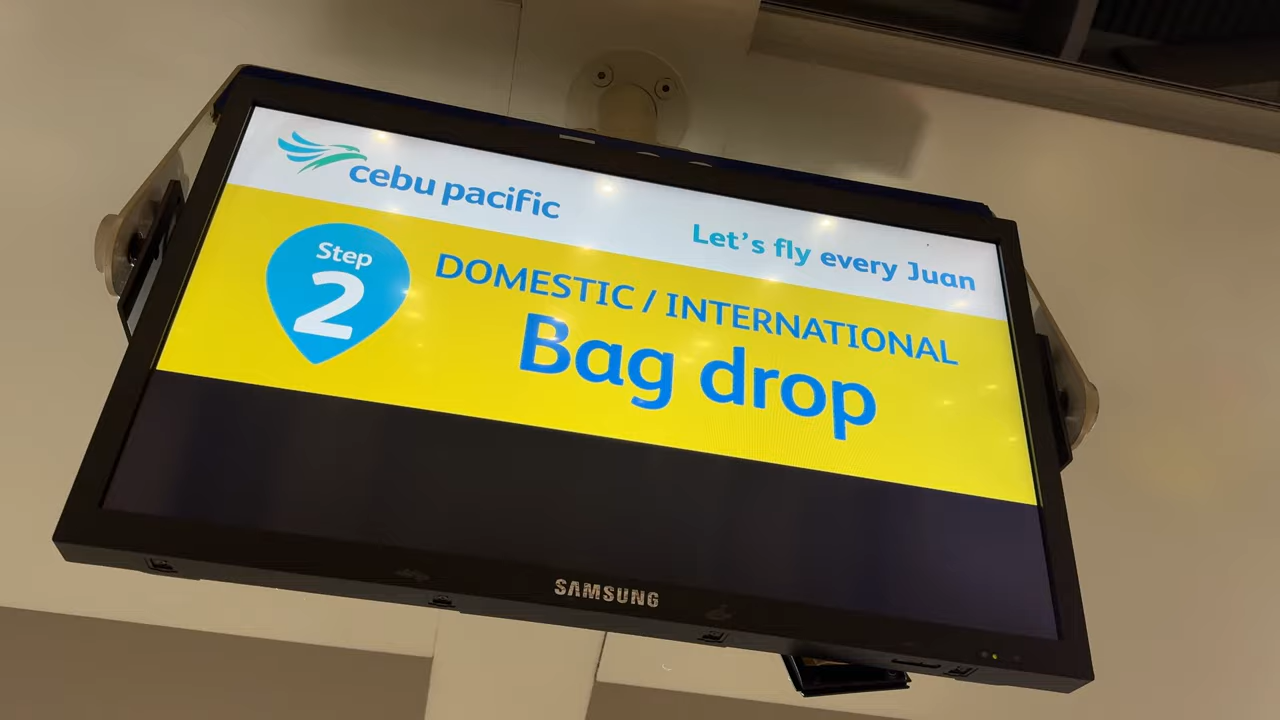 cebu pacific
Let's fly every Juan
Step
2
DOMESTIC / INTERNATIONAL
Bag drop
SAMSUNG